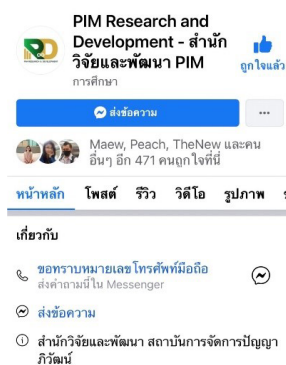 PIM Research and
Development - สำนัก
วิจัยและพัฒนา PIM
ถูกใจแล้ว
การศึกษา
ส่งข้อความ
Maew, Peach, TheNew และคน
อื่นๆ อีก 471 คนถูกใจที่นี่
หน้าหลัก โพสต์ รีวิว วิดีโอ รูปภาพ
เกี่ยวกับ
ขอทราบหมายเลขโทรศัพท์มือถือ
ส่งคำถามนี้ใน Messenger
ส่งข้อความ
สำนักวิจัยและพัฒนา สถาบันการจัดการปัญญา
ภิวัฒน์